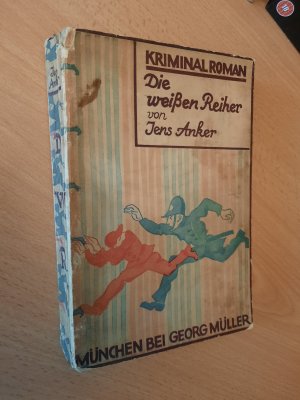 KRIMINALROMAN
Die
weißen Reiher
von
Jens Anker
MÜNCHEN BEI GEORG MÜLLER